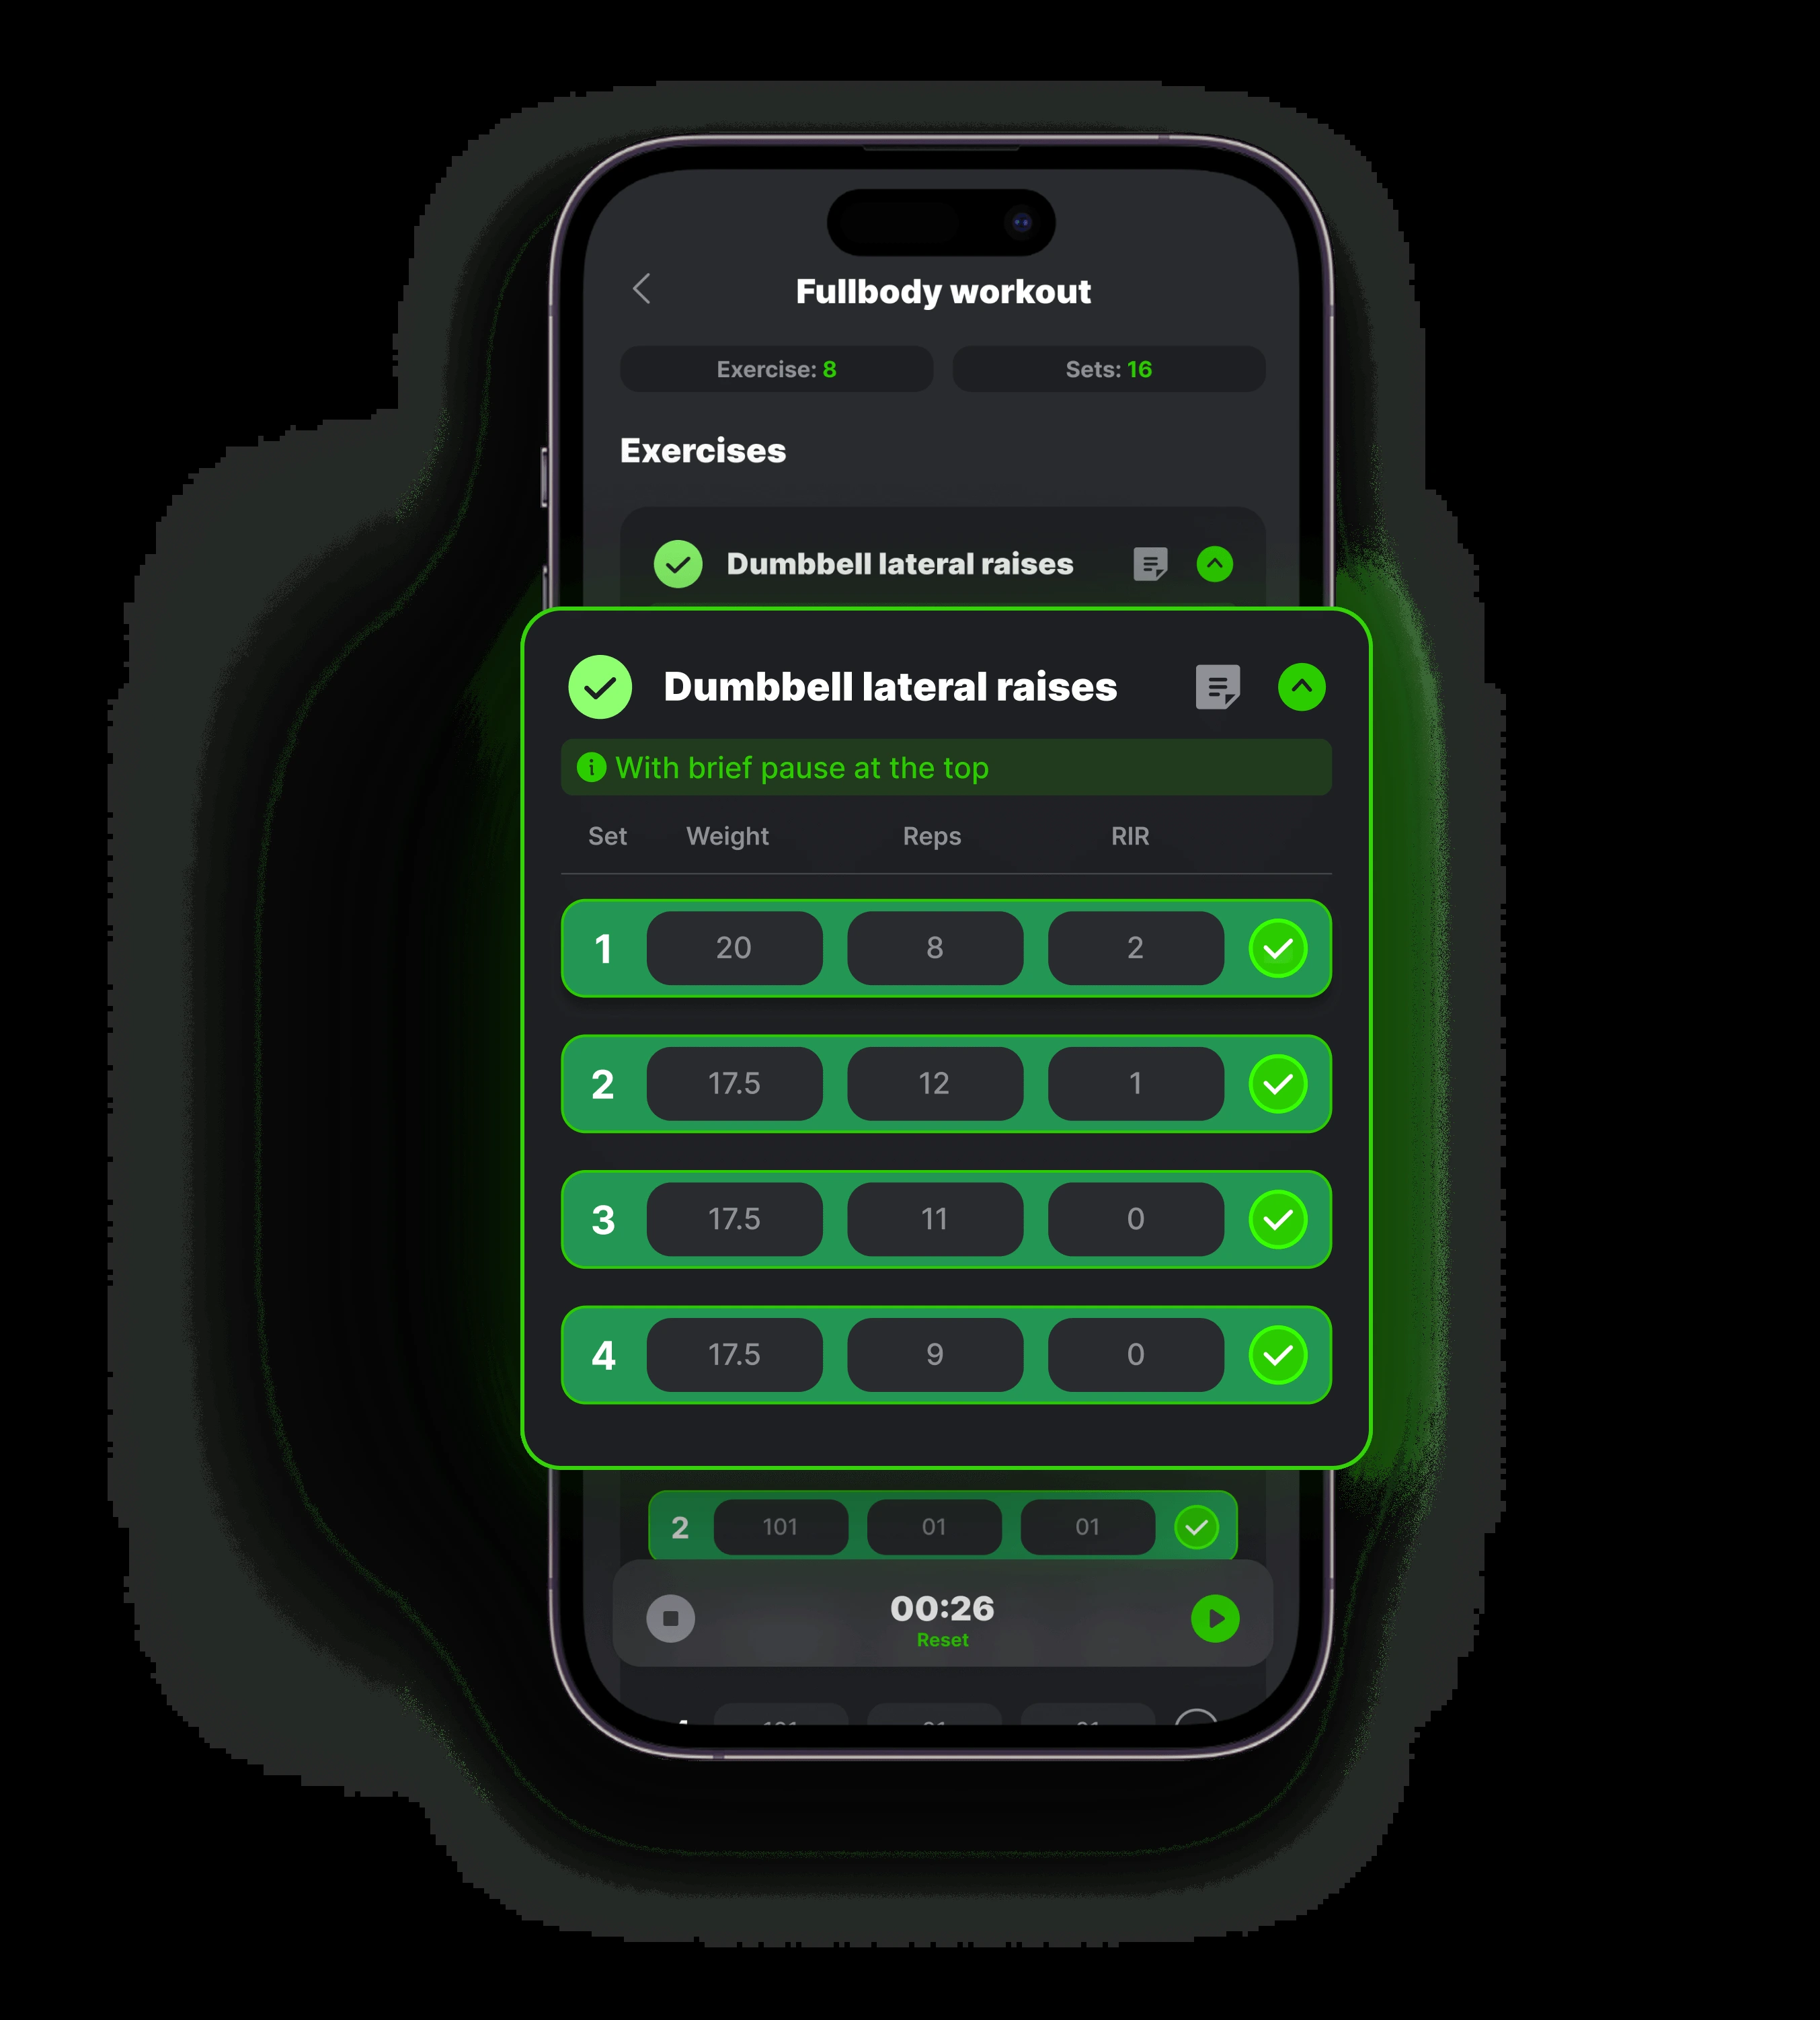 Fullbody workout
Exercise: 8 Sets: 16
Exercises
Dumbbell lateral raises
Dumbbell lateral raises
With brief pause at the top
Set Weight Reps RIR
1 20 8 2
2 17.5 12 1
3 17.5 11 0
4 17.5 9 0
2 101 01 01
00:26
Reset